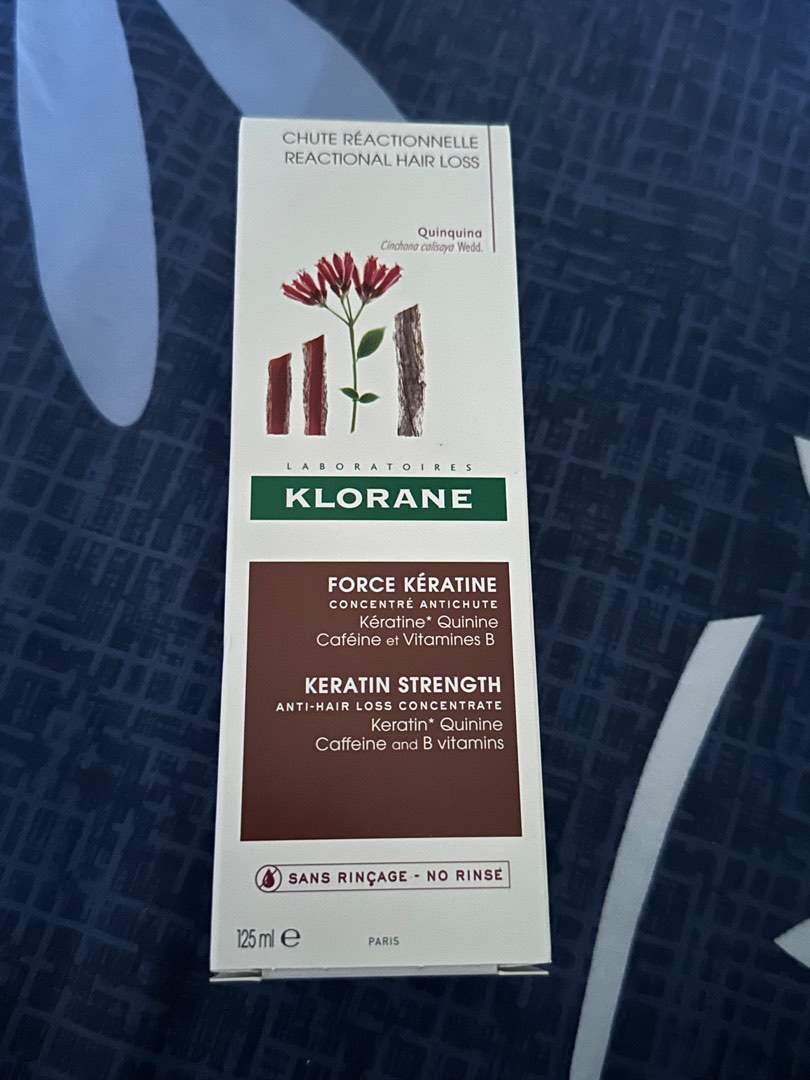 CHUTE RÉACTIONNELLE
REACTIONAL HAIR LOSS
Quinquina
Cinchona calisaya Wedd.
LABORATOIRES
KLORANE
FORCE KÉRATINE
CONCENTRÉ ANTICHUTE
Kératine* Quinine
Caféine et Vitamines B
KERATIN STRENGTH
ANTI-HAIR LOSS CONCENTRATE
Keratin* Quinine
Caffeine and B vitamins
SANS RINÇAGE - NO RINSE
125 ml ℮
PARIS